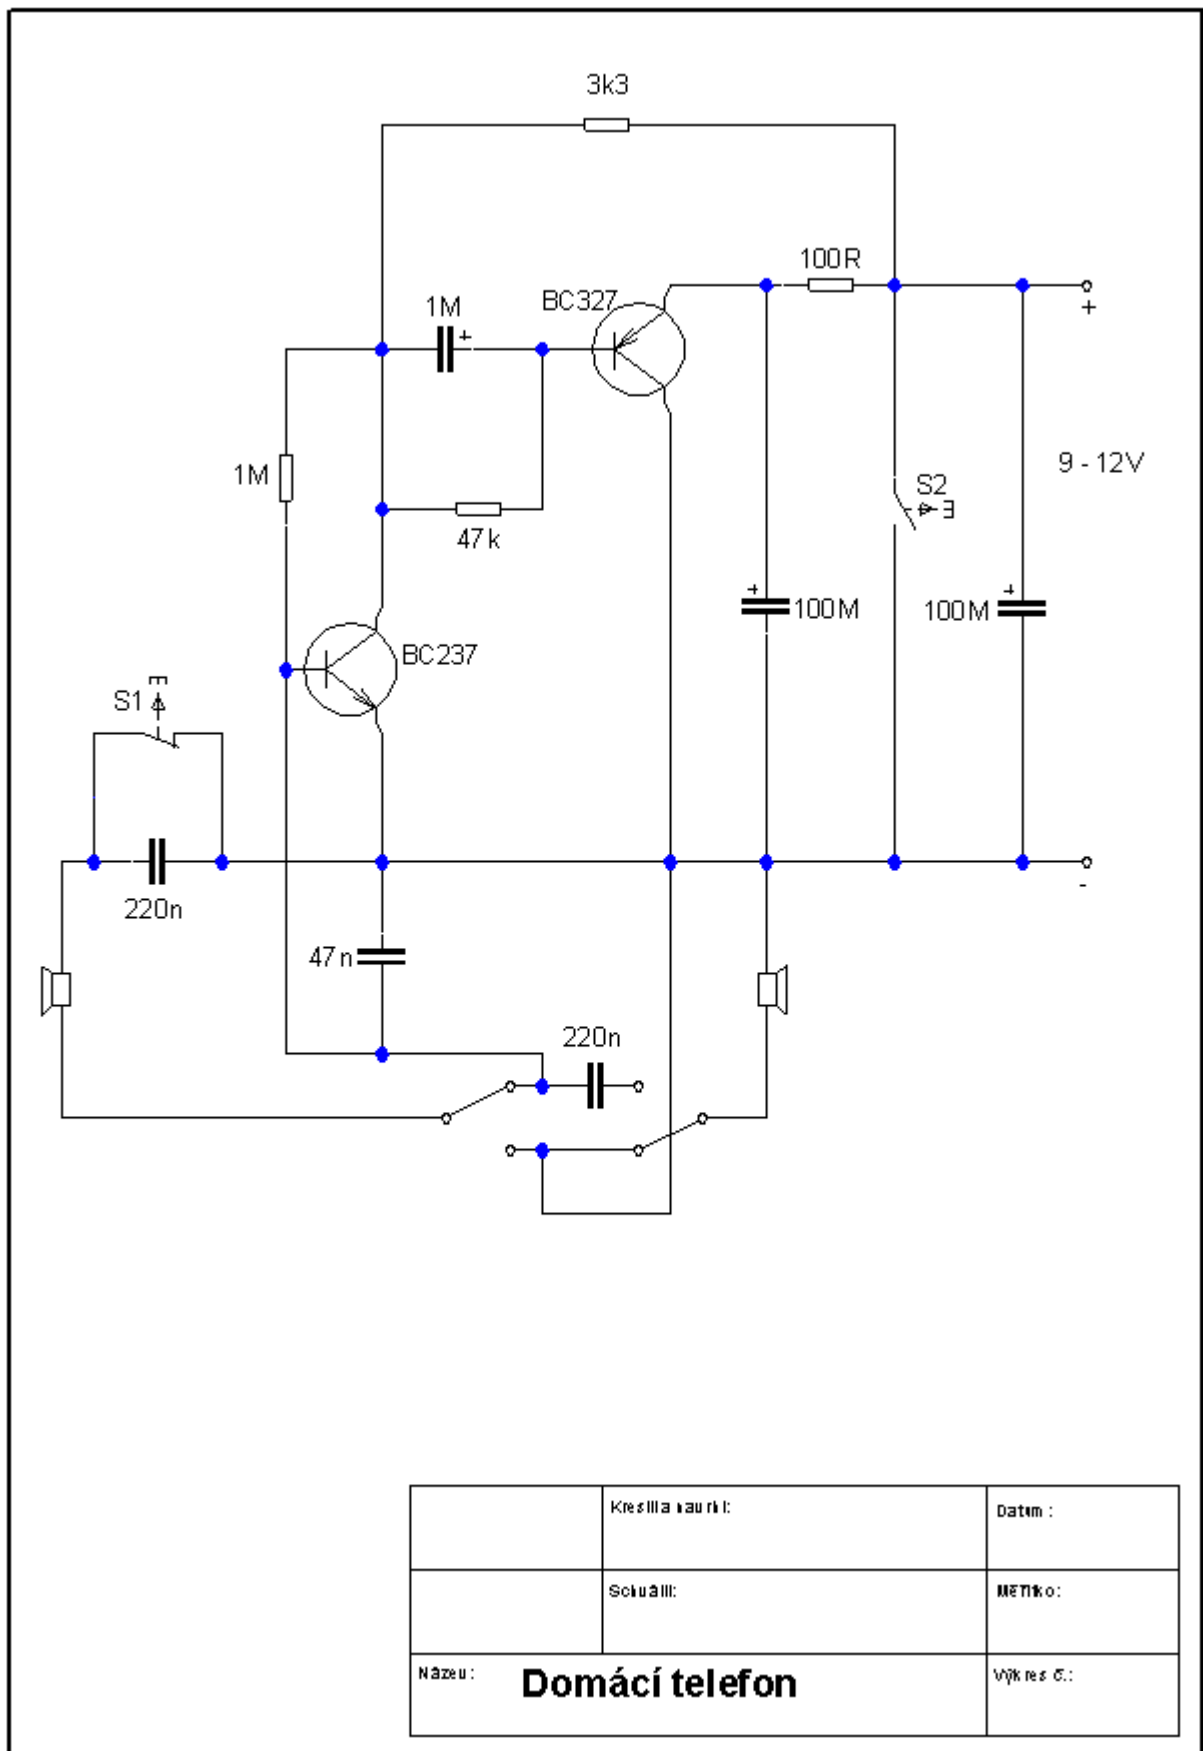 3k3
100R
BC327
+
1M
+
9 - 12V
1M
S2
47k
+
100M
+
100M
BC237
S1
220n
-
47n
220n
Datum :
Název :
Domácí telefon
Výkres č.: